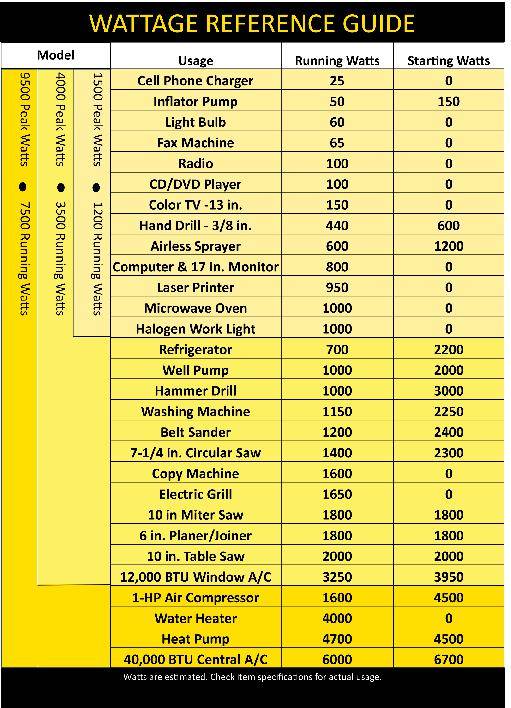 WATTAGE REFERENCE GUIDE
Model Usage Running Watts Starting Watts
9500 Peak Watts ● 7500 Running Watts
4000 Peak Watts ● 3500 Running Watts
1500 Peak Watts ● 1200 Running Watts
Cell Phone Charger 25 0
Inflator Pump 50 150
Light Bulb 60 0
Fax Machine 65 0
Radio 100 0
CD/DVD Player 100 0
Color TV -13 in. 150 0
Hand Drill - 3/8 in. 440 600
Airless Sprayer 600 1200
Computer & 17 In. Monitor 800 0
Laser Printer 950 0
Microwave Oven 1000 0
Halogen Work Light 1000 0
Refrigerator 700 2200
Well Pump 1000 2000
Hammer Drill 1000 3000
Washing Machine 1150 2250
Belt Sander 1200 2400
7-1/4 in. Circular Saw 1400 2300
Copy Machine 1600 0
Electric Grill 1650 0
10 in Miter Saw 1800 1800
6 in. Planer/Joiner 1800 1800
10 in. Table Saw 2000 2000
12,000 BTU Window A/C 3250 3950
1-HP Air Compressor 1600 4500
Water Heater 4000 0
Heat Pump 4700 4500
40,000 BTU Central A/C 6000 6700
Watts are estimated. Check item specifications for actual usage.